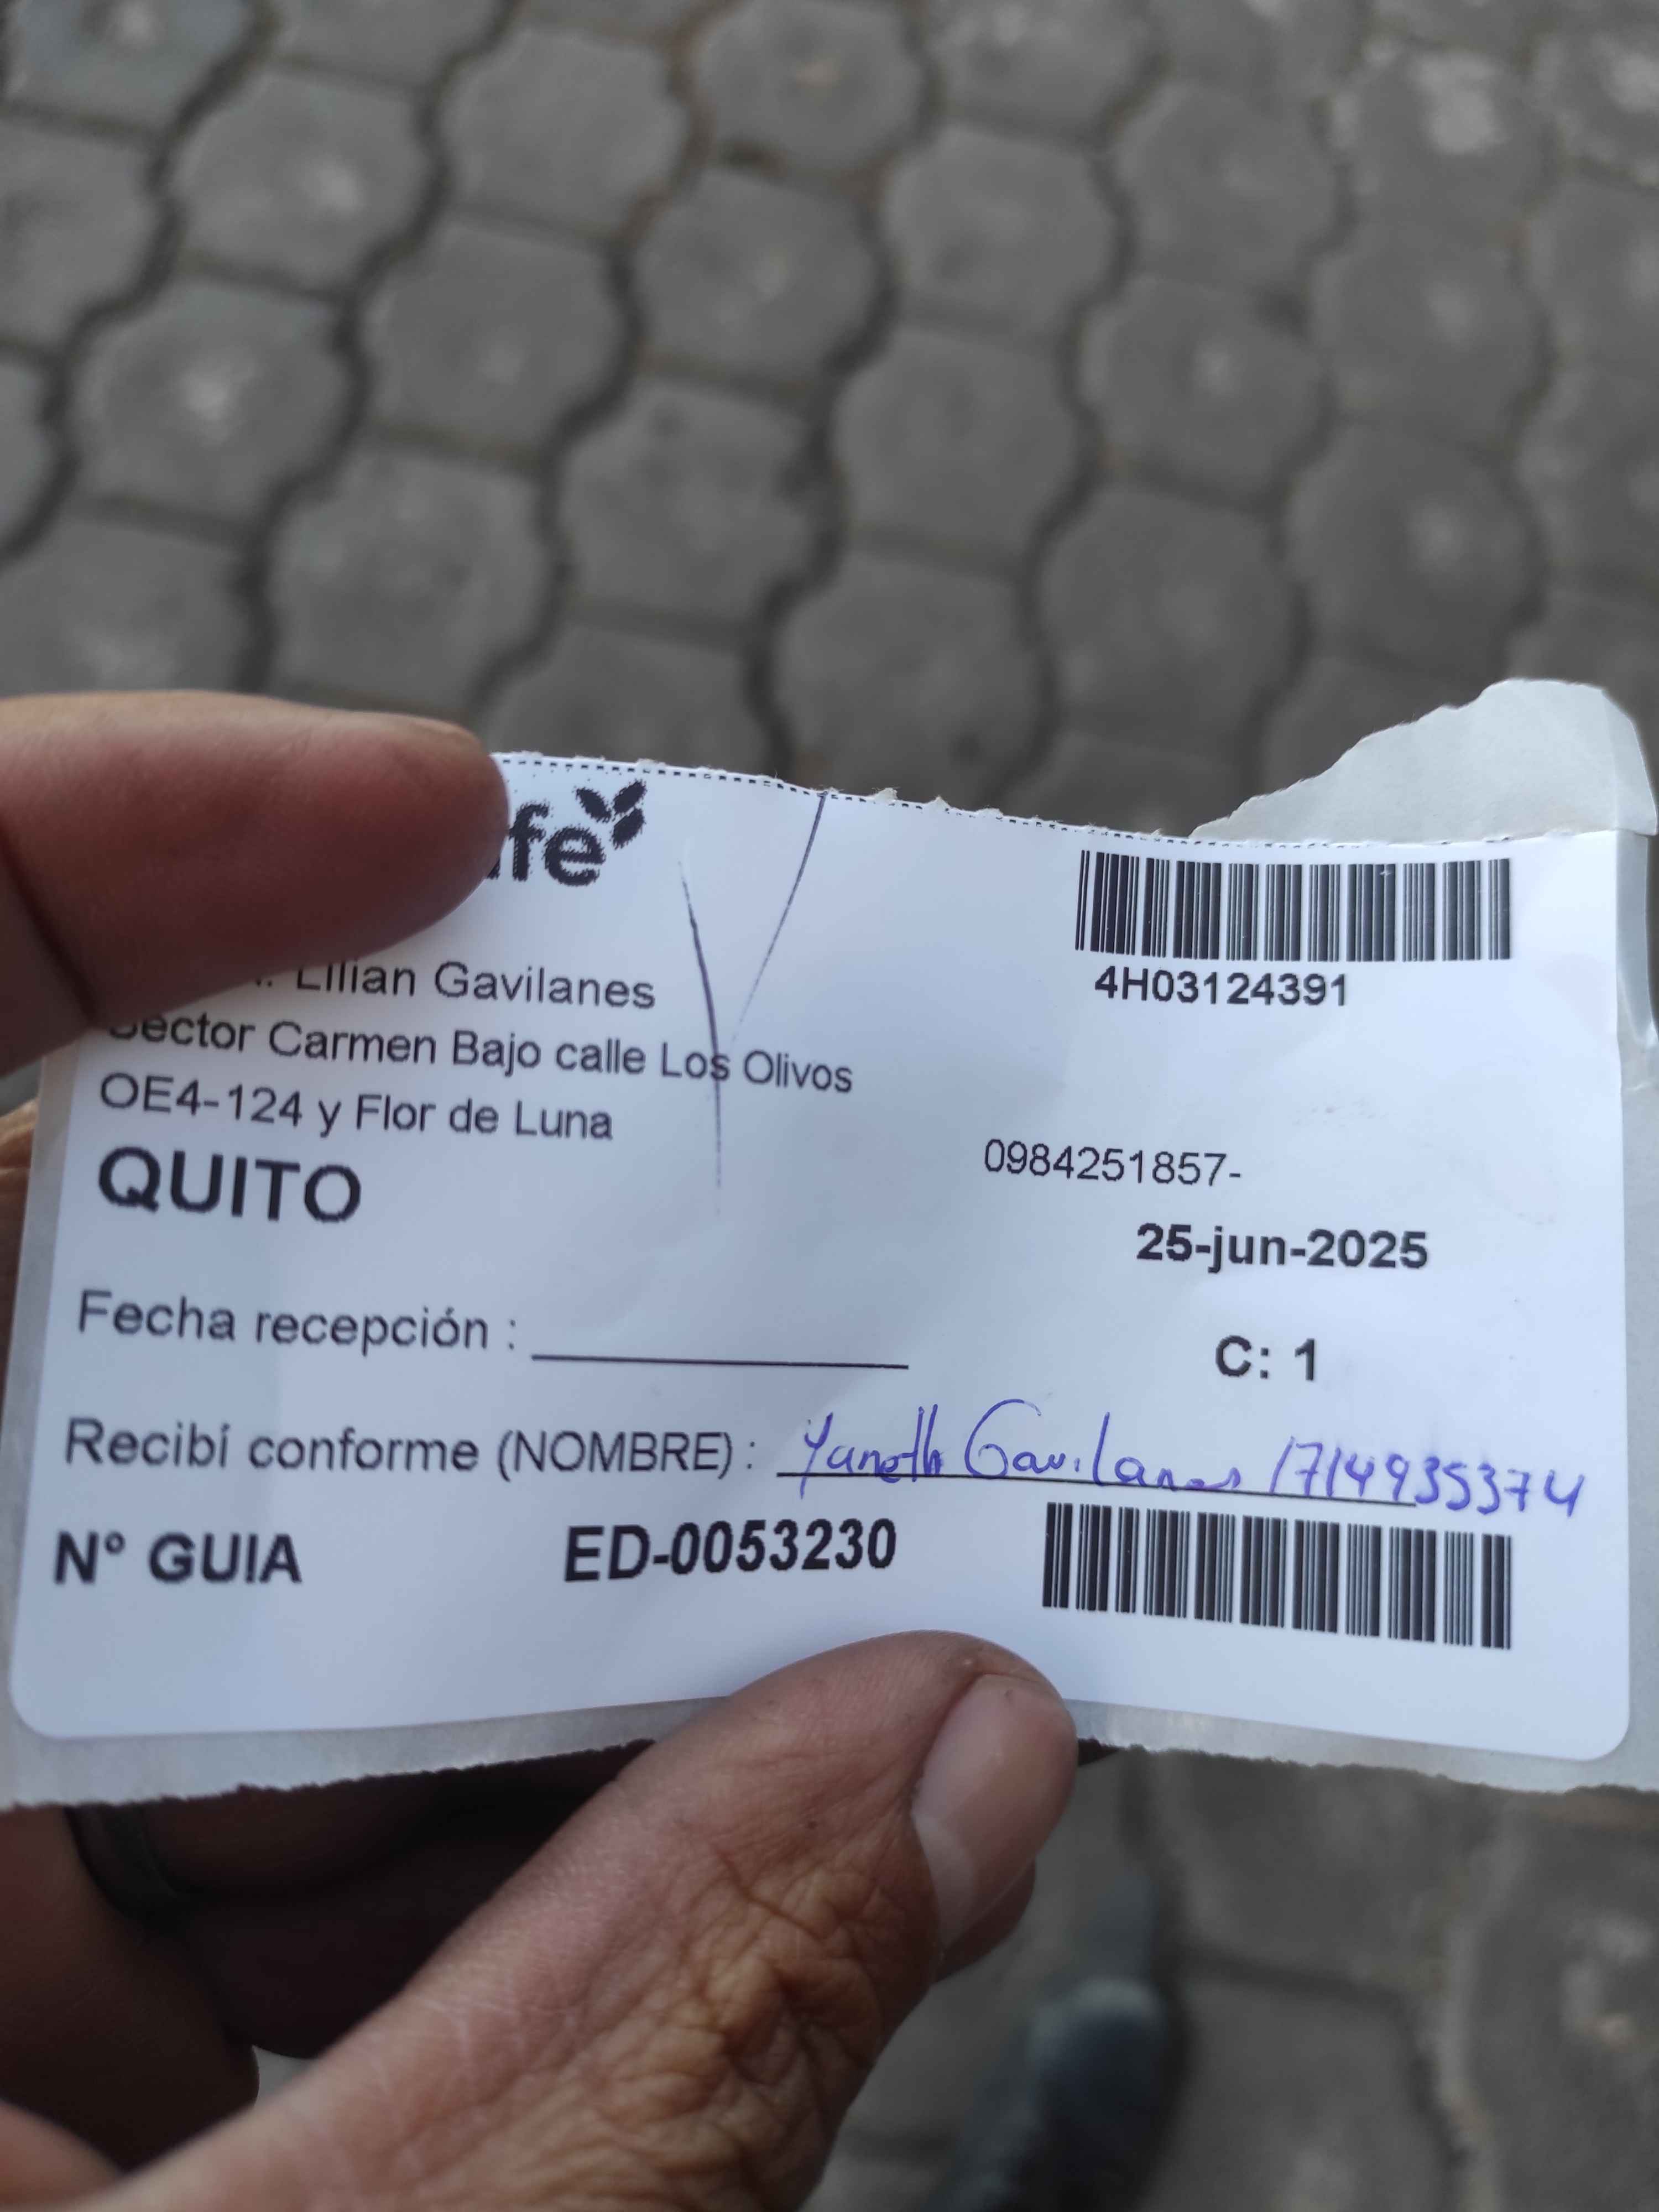 4H03124391
Lilian Gavilanes
Sector Carmen Bajo calle Los Olivos
OE4-124 y Flor de Luna
0984251857-
QUITO
25-jun-2025
Fecha recepción :
C: 1
Recibí conforme (NOMBRE) : Yaneth Gavilanes 1714935374
N° GUIA ED-0053230